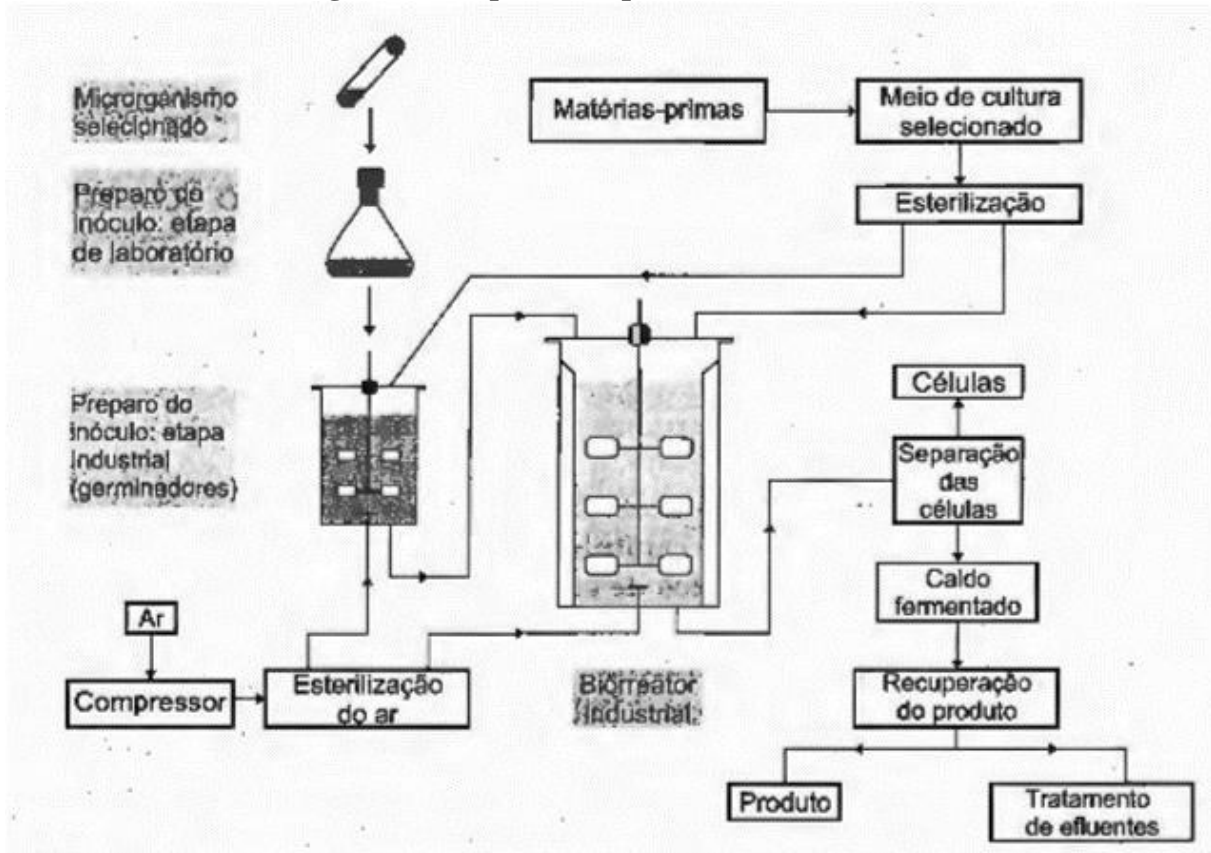 Microrganismo
selecionado
Preparo do
inóculo: etapa
de laboratório
Preparo do
inóculo: etapa
industrial
(germinadores)
Ar
Compressor
Esterilização
do ar
Matérias-primas
Meio de cultura
selecionado
Esterilização
Biorreator
Industrial
Células
Separação
das
células
Caldo
fermentado
Recuperação
do produto
Produto
Tratamento
de efluentes